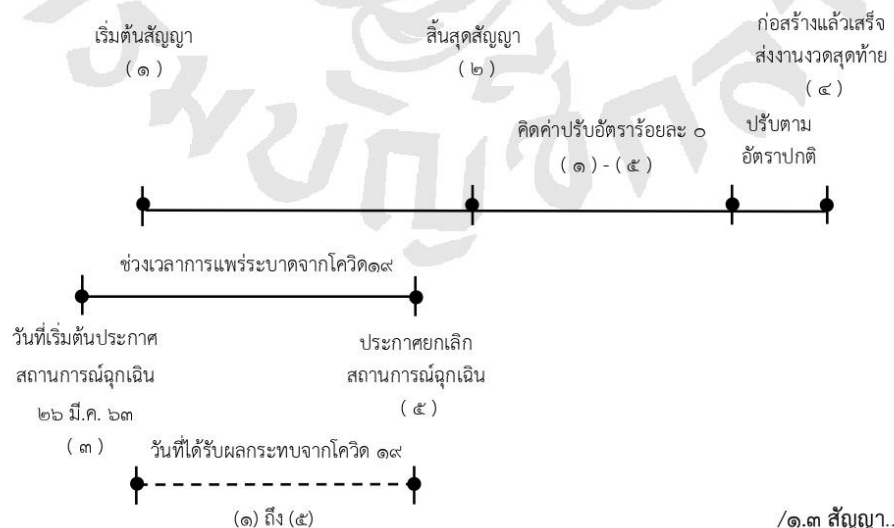 เริ่มต้นสัญญา
( ๑ )
สิ้นสุดสัญญา
( ๒ )
ก่อสร้างแล้วเสร็จ
ส่งงานงวดสุดท้าย
( ๔ )
คิดค่าปรับอัตราร้อยละ ๐
( ๑ ) - ( ๕ )
ปรับตาม
อัตราปกติ
ช่วงเวลาการแพร่ระบาดจากโควิด๑๙
วันที่เริ่มต้นประกาศ
สถานการณ์ฉุกเฉิน
๒๖ มี.ค. ๖๓
( ๓ )
ประกาศยกเลิก
สถานการณ์ฉุกเฉิน
( ๕ )
วันที่ได้รับผลกระทบจากโควิด ๑๙
(๑) ถึง (๕)
/๑.๓ สัญญา..